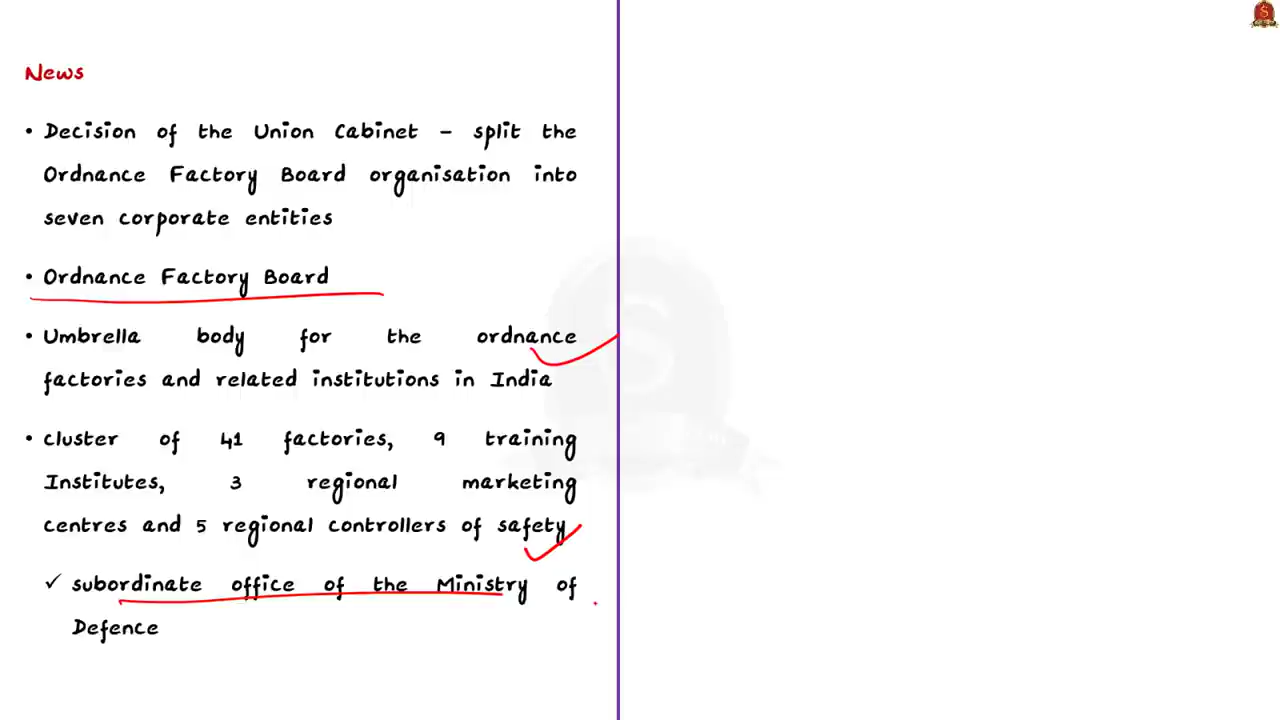 News
• Decision of the Union Cabinet – split the
Ordnance Factory Board organisation into
seven corporate entities
• Ordnance Factory Board
• Umbrella body for the ordnance
factories and related institutions in India
• cluster of 41 factories, 9 training
Institutes, 3 regional marketing
centres and 5 regional controllers of safety
✓ subordinate office of the Ministry of
Defence